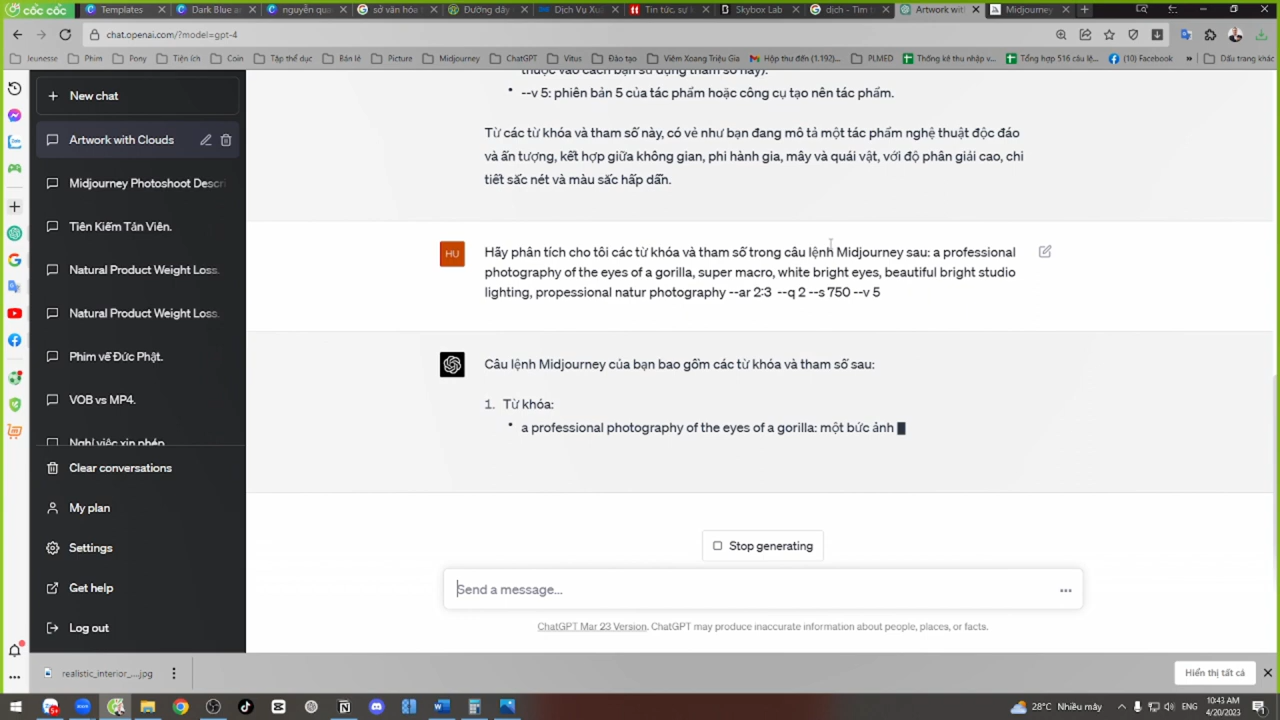 cốc cốc
Templates
Dark Blue a
nguyễn qua
sở văn hóa t
Đường dây
Dịch Vụ Xuấ
Tin tức, sự k
Skybox Lab
dịch - Tìm t
Artwork with
Midjourney
chat.openai.com/?model=gpt-4
Jeunesse
Phim
Pony
Tiện ích
Coin
Tập thể dục
Bán lẻ
Picture
Midjourney
ChatGPT
Vitus
Đào tạo
Viêm Xoang Triệu Gia
Hộp thư đến (1.192)...
PLMED
Thống kê thu nhập v...
Tổng hợp 516 câu lệ...
(10) Facebook
»
Dấu trang khác
New chat
Artwork with Clouds
Midjourney Photoshoot Descri
Tiên Kiếm Tản Viên.
Natural Product Weight Loss.
Natural Product Weight Loss.
Phim về Đức Phật.
VOB vs MP4.
Nghỉ việc xin phép
Clear conversations
My plan
Settings
Get help
Log out
thuộc vào cách bạn sử dụng tham số này).
• --v 5: phiên bản 5 của tác phẩm hoặc công cụ tạo nên tác phẩm.
Từ các từ khóa và tham số này, có vẻ như bạn đang mô tả một tác phẩm nghệ thuật độc đáo
và ấn tượng, kết hợp giữa không gian, phi hành gia, mây và quái vật, với độ phân giải cao, chi
tiết sắc nét và màu sắc hấp dẫn.
HU
Hãy phân tích cho tôi các từ khóa và tham số trong câu lệnh Midjourney sau: a professional
photography of the eyes of a gorilla, super macro, white bright eyes, beautiful bright studio
lighting, propessional natur photography --ar 2:3 --q 2 --s 750 --v 5
Câu lệnh Midjourney của bạn bao gồm các từ khóa và tham số sau:
1. Từ khóa:
• a professional photography of the eyes of a gorilla: một bức ảnh
Stop generating
Send a message...
ChatGPT Mar 23 Version. ChatGPT may produce inaccurate information about people, places, or facts.
realistic_interior_....jpg
Hiển thị tất cả
28°C Nhiều mây
ENG
10:43 AM
4/20/2023